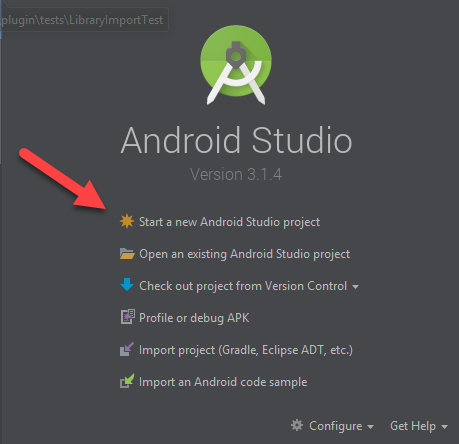 plugin\tests\LibraryImportTest
Android Studio
Version 3.1.4
Start a new Android Studio project
Open an existing Android Studio project
Check out project from Version Control
Profile or debug APK
Import project (Gradle, Eclipse ADT, etc.)
Import an Android code sample
Configure Get Help